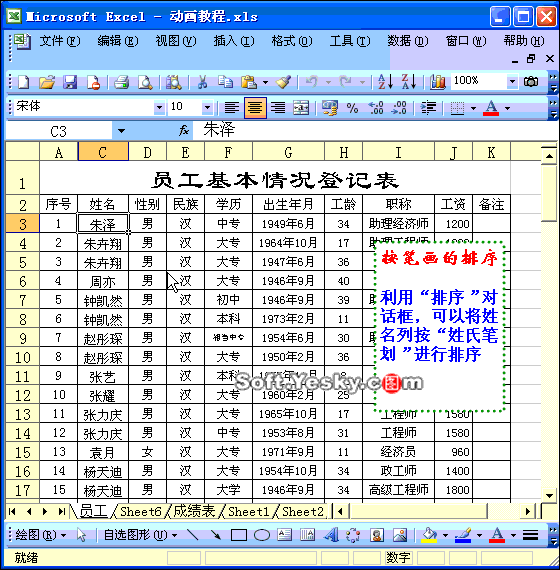 Microsoft Excel - 动画教程.xls
文件(F) 编辑(E) 视图(V) 插入(I) 格式(O) 工具(T) 数据(D) 窗口(W) 帮助(H)
100%
宋体 10
C3 fx 朱泽
A C D E F G H I J K
1 员工基本情况登记表
2 序号 姓名 性别 民族 学历 出生年月 工龄 职称 工资 备注
3 1 朱泽 男 汉 中专 1949年6月 34 助理经济师 1200
4 2 朱卉翔 男 汉 大专 1964年10月 17
5 3 朱卉翔 男 汉 大专 1947年6月 36
6 4 周亦 男 汉 大专 1946年9月 40
7 5 钟凯然 男 汉 初中 1946年9月 39
8 6 钟凯然 男 汉 本科 1973年2月 11
9 7 赵彤琛 男 汉 相当中专 1954年6月 30
10 8 赵彤琛 男 汉 大专 1950年2月 36
11 9 张艺 男 汉 本科
12 10 张耀 男 汉 大专 1960年2月 25
13 11 张力庆 男 汉 大专 1965年10月 17 工程师 1580
14 12 张力庆 男 汉 中专 1953年8月 31 工程师 1580
15 13 袁月 女 汉 大专 1971年9月 11 经济员 960
16 14 杨天迪 男 汉 大专 1954年10月 34 政工师 1400
17 15 杨天迪 男 汉 大学 1946年9月 34 高级工程师 1800
按笔画的排序
利用“排序”对
话框，可以将姓
名列按“姓氏笔
划”进行排序
Soft.Yesky.com
员工 Sheet6 成绩表 Sheet1 Sheet2
绘图(R) 自选图形(U)
就绪 数字